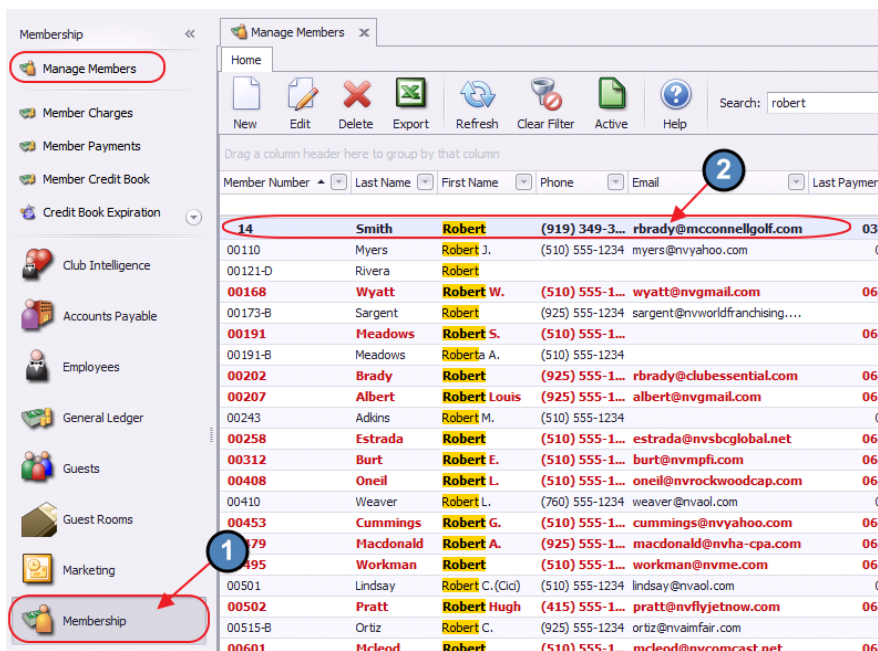 Membership «
Manage Members
Member Charges
Member Payments
Member Credit Book
Credit Book Expiration
Club Intelligence
Accounts Payable
Employees
General Ledger
Guests
Guest Rooms
Marketing
Membership
1
Manage Members x
Home
New Edit Delete Export Refresh Clear Filter Active Help Search: robert
Drag a column header here to group by that column
2
Member Number Last Name First Name Phone Email Last Paymen
14 Smith Robert (919) 349-3... rbrady@mcconnellgolf.com 03
00110 Myers Robert J. (510) 555-1234 myers@nvyahoo.com
00121-D Rivera Robert
00168 Wyatt Robert W. (510) 555-1... wyatt@nvgmail.com 06
00173-B Sargent Robert (925) 555-1234 sargent@nvworldfranchising....
00191 Meadows Robert S. (510) 555-1... 06
00191-B Meadows Roberta A. (510) 555-1234
00202 Brady Robert (925) 555-1... rbrady@clubessential.com 06
00207 Albert Robert Louis (925) 555-1... albert@nvgmail.com 06
00243 Adkins Robert M. (510) 555-1234
00258 Estrada Robert (510) 555-1... estrada@nvsbcglobal.net 06
00312 Burt Robert E. (510) 555-1... burt@nvmpfi.com 06
00408 Oneil Robert L. (510) 555-1... oneil@nvrockwoodcap.com 06
00410 Weaver Robert L. (760) 555-1234 weaver@nvaol.com
00453 Cummings Robert G. (510) 555-1... cummings@nvyahoo.com 06
479 Macdonald Robert A. (925) 555-1... macdonald@nvha-cpa.com 06
495 Workman Robert (510) 555-1... workman@nvme.com 06
00501 Lindsay Robert C.(Cici) (510) 555-1234 lindsay@nvaol.com
00502 Pratt Robert Hugh (415) 555-1... pratt@nvflyjetnow.com 06
00515-B Ortiz Robert C. (925) 555-1234 ortiz@nvaimfair.com
00601 Mcleod Robert (510) 555-1... mcleod@nvcomcast.net 06